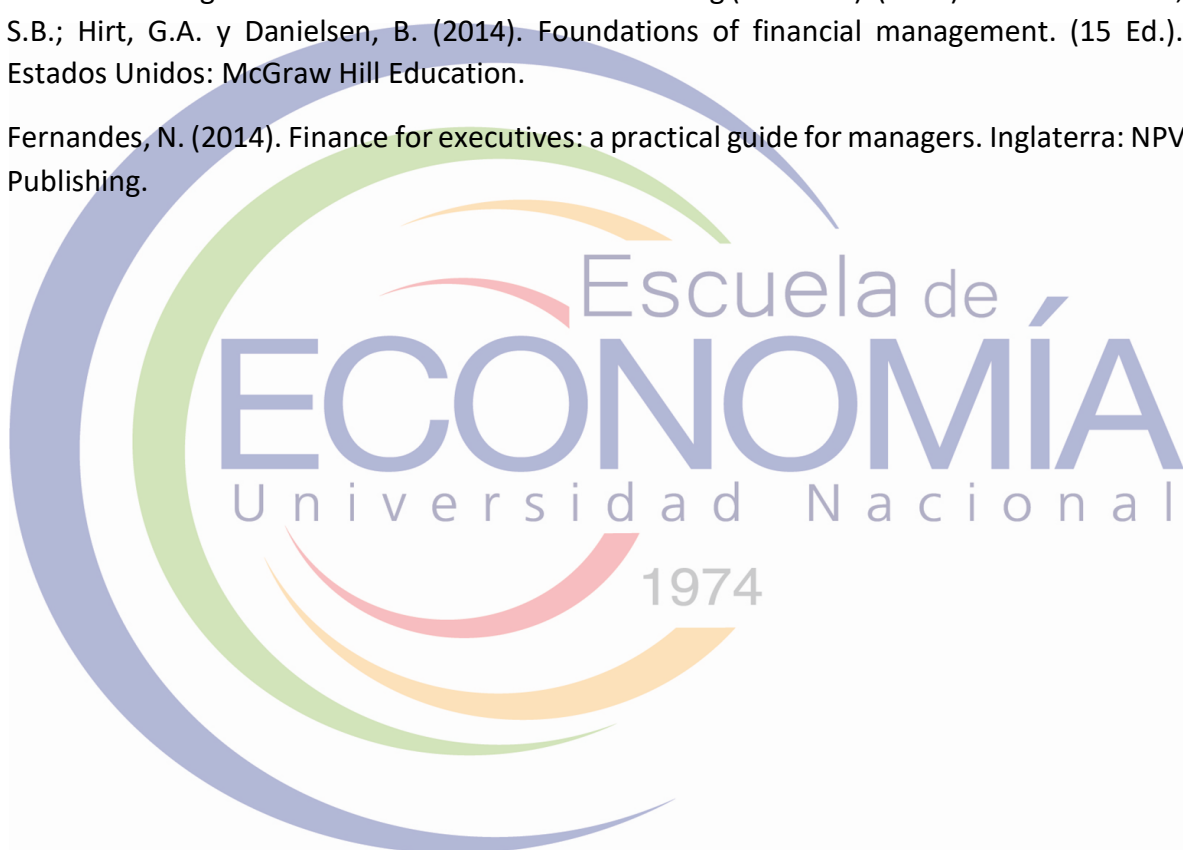 S.B.; Hirt, G.A. y Danielsen, B. (2014). Foundations of financial management. (15 Ed.).
Estados Unidos: McGraw Hill Education.
Fernandes, N. (2014). Finance for executives: a practical guide for managers. Inglaterra: NPV
Publishing.
Escuela de
ECONOMÍA
Universidad Nacional
1974